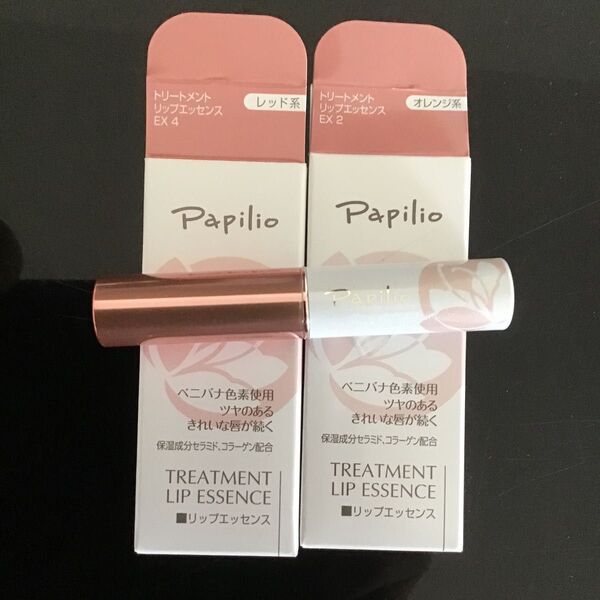 トリートメント
リップエッセンス
EX 4
レッド系
Papilio
ベニバナ色素使用
ツヤのある
きれいな唇が続く
保湿成分セラミド、コラーゲン配合
TREATMENT
LIP ESSENCE
■リップエッセンス
トリートメント
リップエッセンス
EX 2
オレンジ系
Papilio
ベニバナ色素使用
ツヤのある
きれいな唇が続く
保湿成分セラミド、コラーゲン配合
TREATMENT
LIP ESSENCE
■リップエッセンス
Papilio